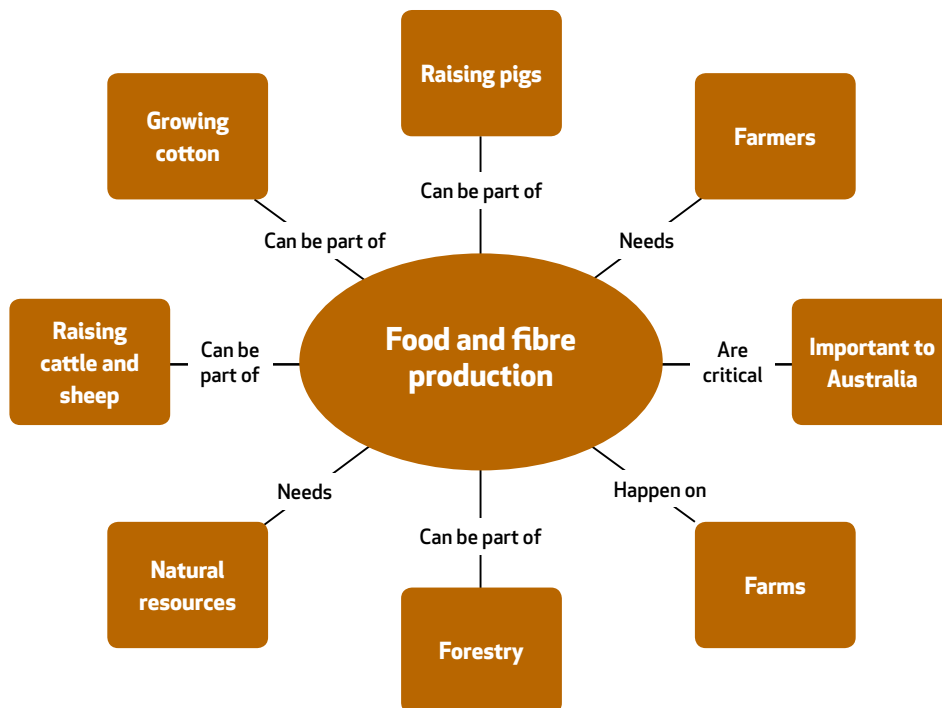 Raising pigs
Growing
cotton
Farmers
Can be part of
Can be part of
Needs
Raising
cattle and
sheep
Can be
part of
Food and fibre
production
Are
critical
Important to
Australia
Needs
Happen on
Can be part of
Natural
resources
Farms
Forestry